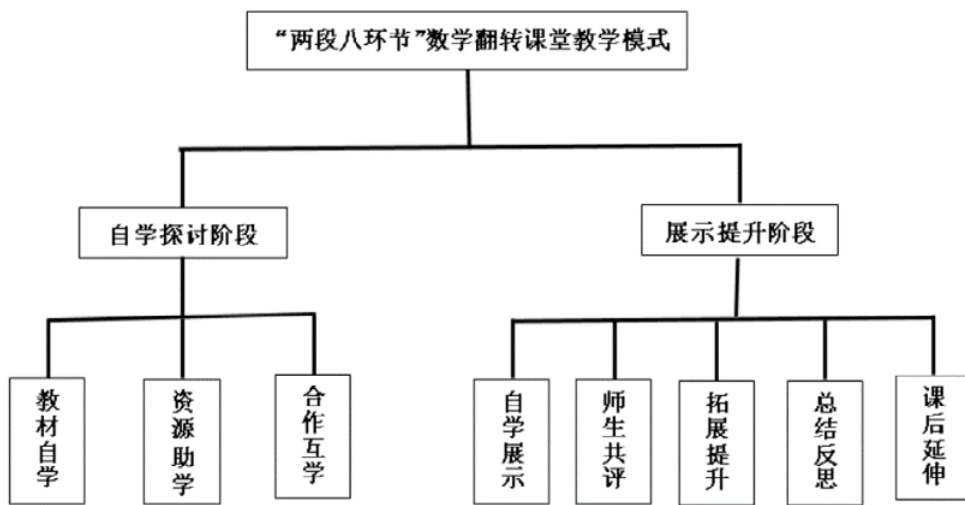 “两段八环节”数学翻转课堂教学模式
自学探讨阶段
展示提升阶段
教材自学
资源助学
合作互学
自学展示
师生共评
拓展提升
总结反思
课后延伸